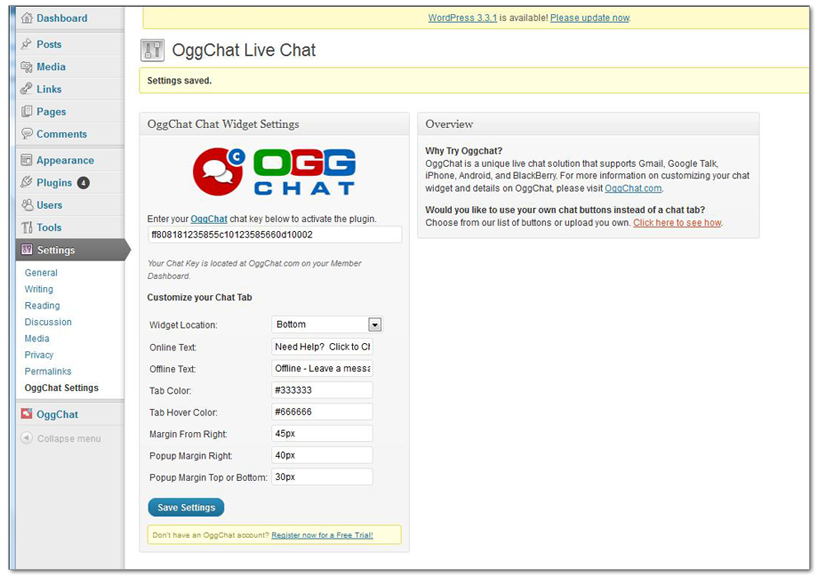 Dashboard
Posts
Media
Links
Pages
Comments
Appearance
Plugins 4
Users
Tools
Settings
General
Writing
Reading
Discussion
Media
Privacy
Permalinks
OggChat Settings
OggChat
Collapse menu
WordPress 3.3.1 is available! Please update now.
OggChat Live Chat
Settings saved.
OggChat Chat Widget Settings
C OGG
CHAT
Enter your OggChat chat key below to activate the plugin.
ff808181235855c10123585660d10002
Your Chat Key is located at OggChat.com on your Member
Dashboard.
Customize your Chat Tab
Widget Location: Bottom
Online Text: Need Help? Click to Cl
Offline Text: Offline - Leave a messa
Tab Color: #333333
Tab Hover Color: #666666
Margin From Right: 45px
Popup Margin Right: 40px
Popup Margin Top or Bottom: 30px
Save Settings
Don't have an OggChat account? Register now for a Free Trial!
Overview
Why Try Oggchat?
OggChat is a unique live chat solution that supports Gmail, Google Talk,
iPhone, Android, and BlackBerry. For more information on customizing your chat
widget and details on OggChat, please visit OggChat.com.
Would you like to use your own chat buttons instead of a chat tab?
Choose from our list of buttons or upload you own. Click here to see how.